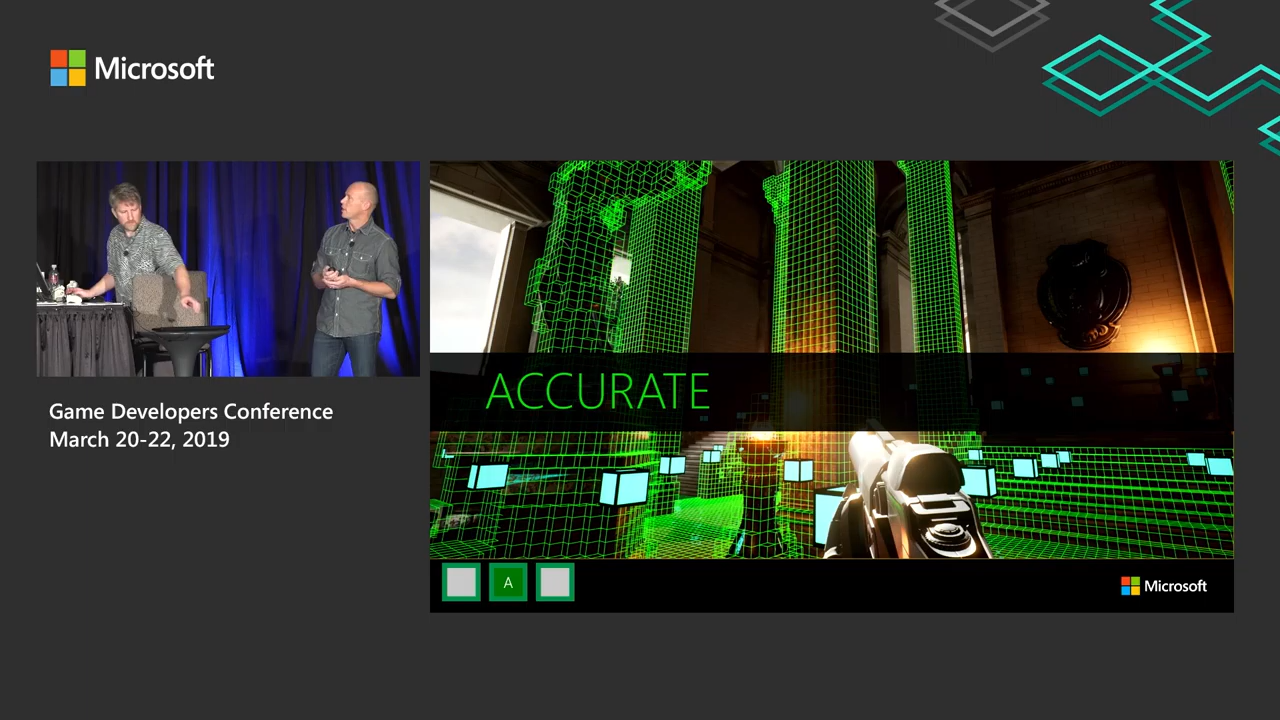 Microsoft
Game Developers Conference
March 20-22, 2019
ACCURATE
A
Microsoft